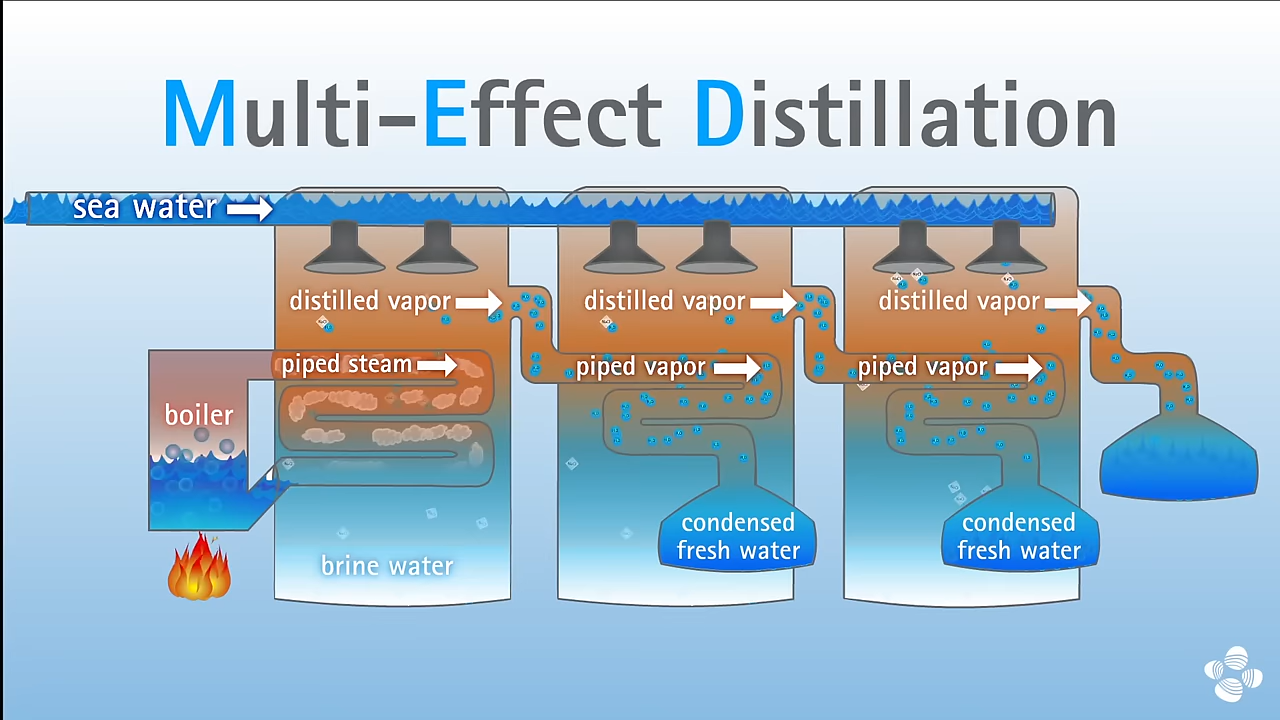 Multi-Effect Distillation
sea water
distilled vapor
distilled vapor
distilled vapor
piped steam
piped vapor
piped vapor
boiler
condensed
fresh water
condensed
fresh water
brine water